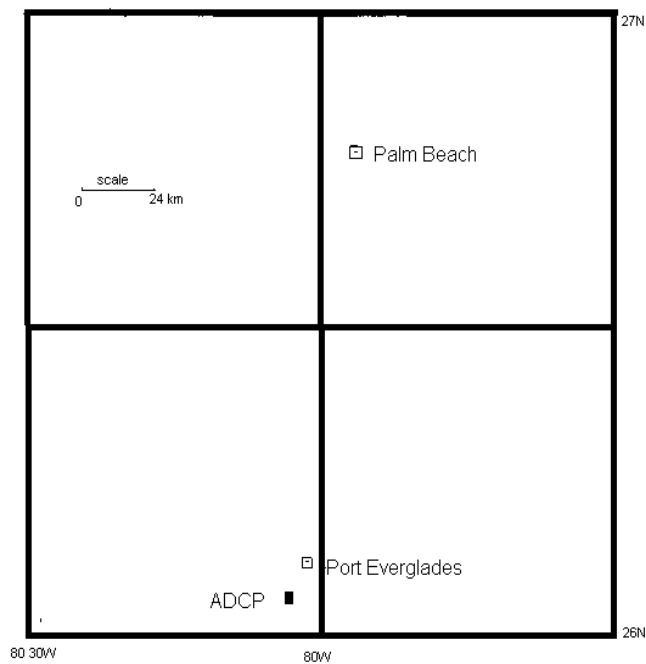 27N
Palm Beach
scale
0 24 km
Port Everglades
ADCP
26N
80 30W
80W